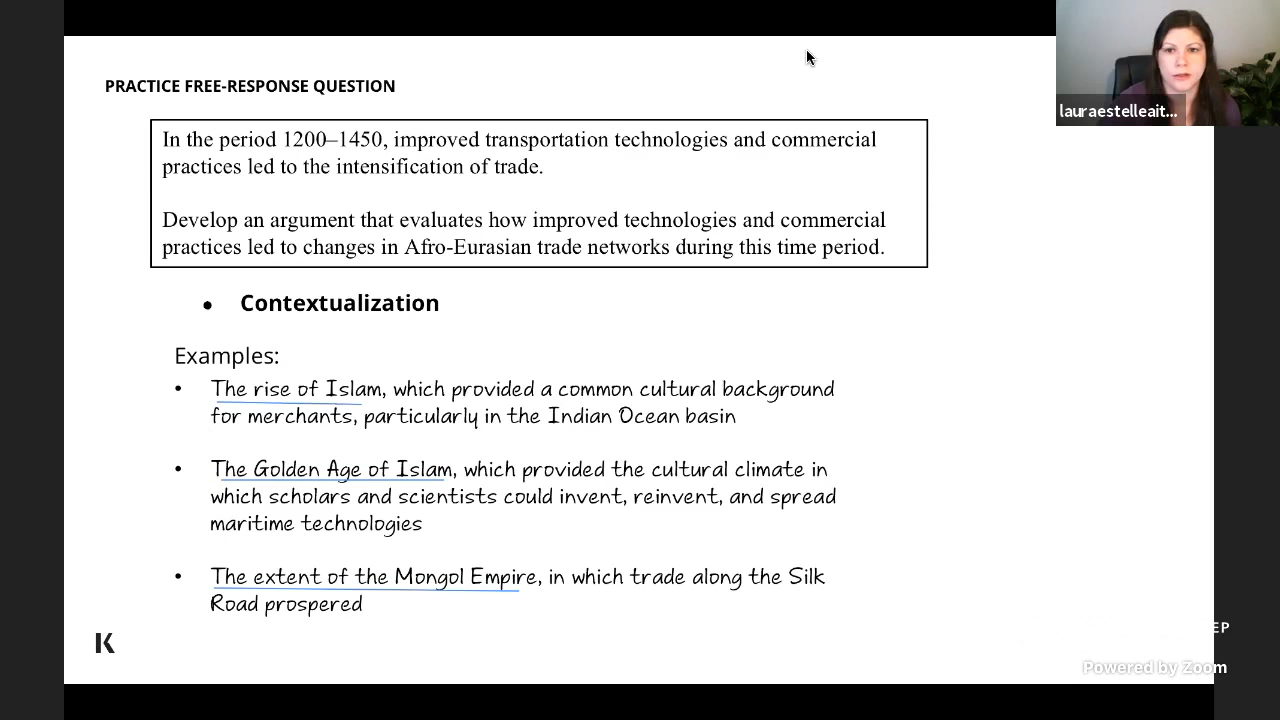 PRACTICE FREE-RESPONSE QUESTION
lauraestelleait...
In the period 1200–1450, improved transportation technologies and commercial
practices led to the intensification of trade.
Develop an argument that evaluates how improved technologies and commercial
practices led to changes in Afro-Eurasian trade networks during this time period.
• Contextualization
Examples:
• The rise of Islam, which provided a common cultural background
for merchants, particularly in the Indian Ocean basin
• The Golden Age of Islam, which provided the cultural climate in
which scholars and scientists could invent, reinvent, and spread
maritime technologies
• The extent of the Mongol Empire, in which trade along the Silk
Road prospered
K
EP
Powered by Zoom